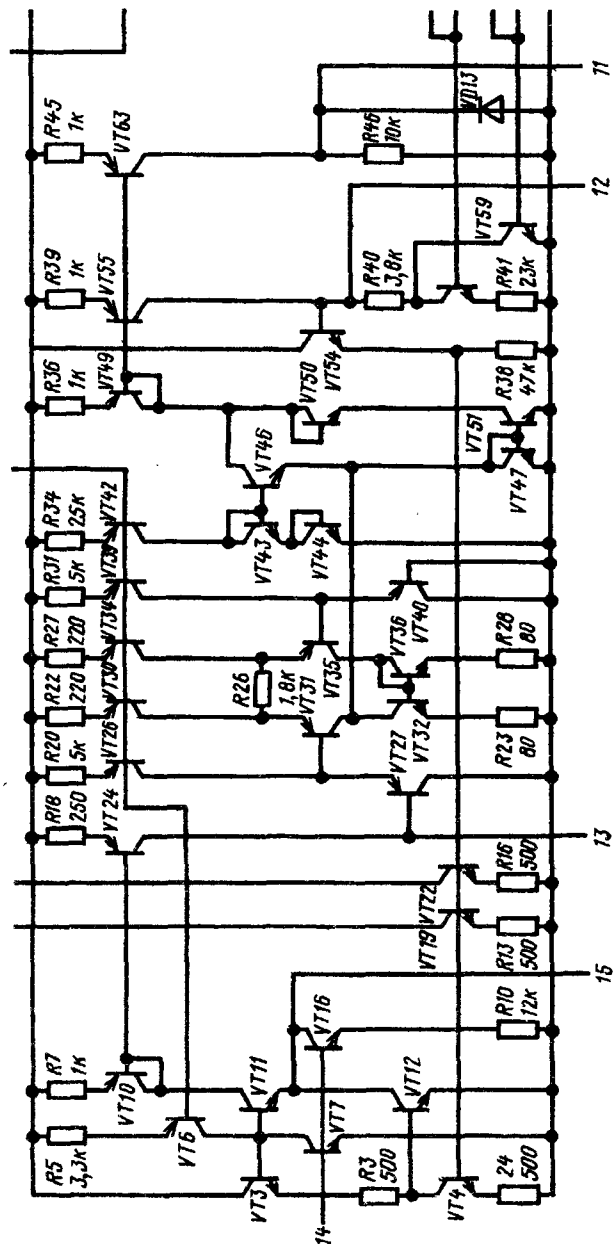 R45
1к
VT63
R46
10к
VD13
11
12
R39
1к
VT55
R40
3,8к
VT59
R41
23к
R36
1к
VT49
VT50
VT54
R38
47к
VT46
VT51
VT47
R34
25к
VT42
VT43
VT44
R31
5к
VT39
R27
220
VT34
R22
220
VT30
R20
5к
VT26
R18
250
VT24
R26
1,8к
VT31
VT35
VT36
VT40
VT27
VT32
R28
80
R23
80
13
VT22
VT19
R16
500
R13
500
15
R7
1к
VT10
VT11
VT16
R10
12к
VT12
R5
3,3к
VT6
VT7
VT3
R3
500
VT4
24
500
14